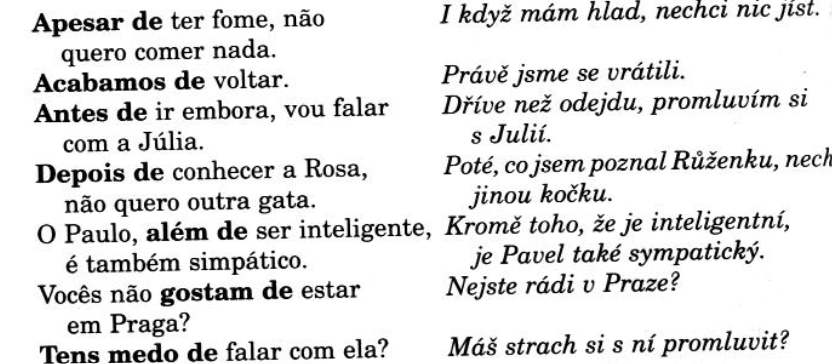 Apesar de ter fome, não
quero comer nada.
Acabamos de voltar.
Antes de ir embora, vou falar
com a Júlia.
Depois de conhecer a Rosa,
não quero outra gata.
O Paulo, além de ser inteligente,
é também simpático.
Vocês não gostam de estar
em Praga?
Tens medo de falar com ela?
I když mám hlad, nechci nic jíst.
Právě jsme se vrátili.
Dříve než odejdu, promluvím si
s Julií.
Poté, co jsem poznal Růženku,
jinou kočku.
Kromě toho, že je inteligentní,
je Pavel také sympatický.
Nejste rádi v Praze?
Máš strach si s ní promluvit?